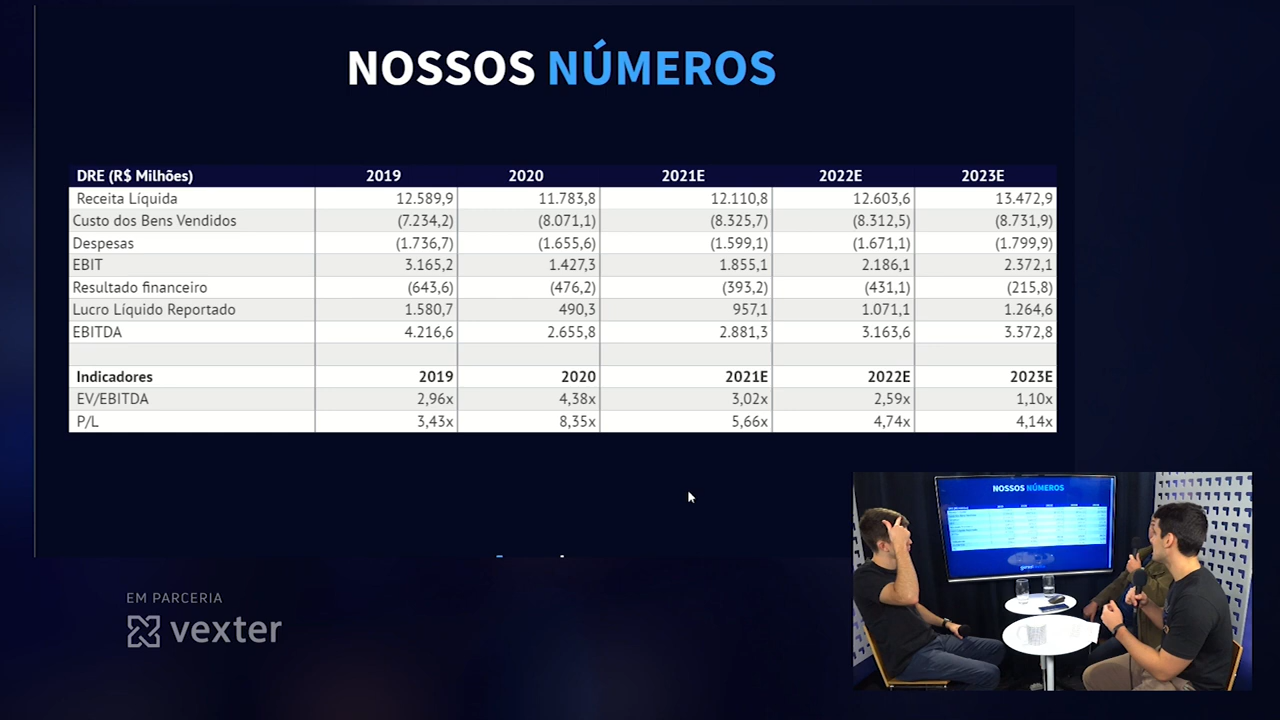 NOSSOS NÚMEROS
DRE (R$ Milhões) 2019 2020 2021E 2022E 2023E
Receita Líquida 12.589,9 11.783,8 12.110,8 12.603,6 13.472,9
Custo dos Bens Vendidos (7.234,2) (8.071,1) (8.325,7) (8.312,5) (8.731,9)
Despesas (1.736,7) (1.655,6) (1.599,1) (1.671,1) (1.799,9)
EBIT 3.165,2 1.427,3 1.855,1 2.186,1 2.372,1
Resultado financeiro (643,6) (476,2) (393,2) (431,1) (215,8)
Lucro Líquido Reportado 1.580,7 490,3 957,1 1.071,1 1.264,6
EBITDA 4.216,6 2.655,8 2.881,3 3.163,6 3.372,8
Indicadores 2019 2020 2021E 2022E 2023E
EV/EBITDA 2,96x 4,38x 3,02x 2,59x 1,10x
P/L 3,43x 8,35x 5,66x 4,74x 4,14x
NOSSOS NÚMEROS
EM PARCERIA
vexter